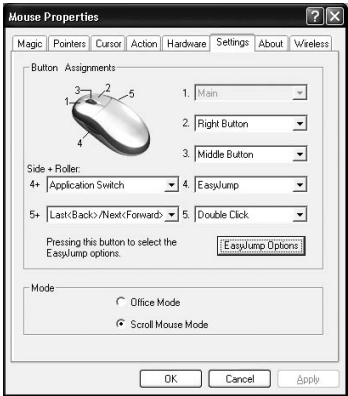 Mouse Properties
Magic Pointers Cursor Action Hardware Settings About Wireless
Button Assignments
3 2 5
1
4
1. Main
2. Right Button
3. Middle Button
Side + Roller:
4+ Application Switch 4. EasyJump
5+ Last<Back>/Next<Forward> 5. Double Click
Pressing this button to select the
EasyJump options.
EasyJump Options
Mode
Office Mode
Scroll Mouse Mode
OK Cancel Apply